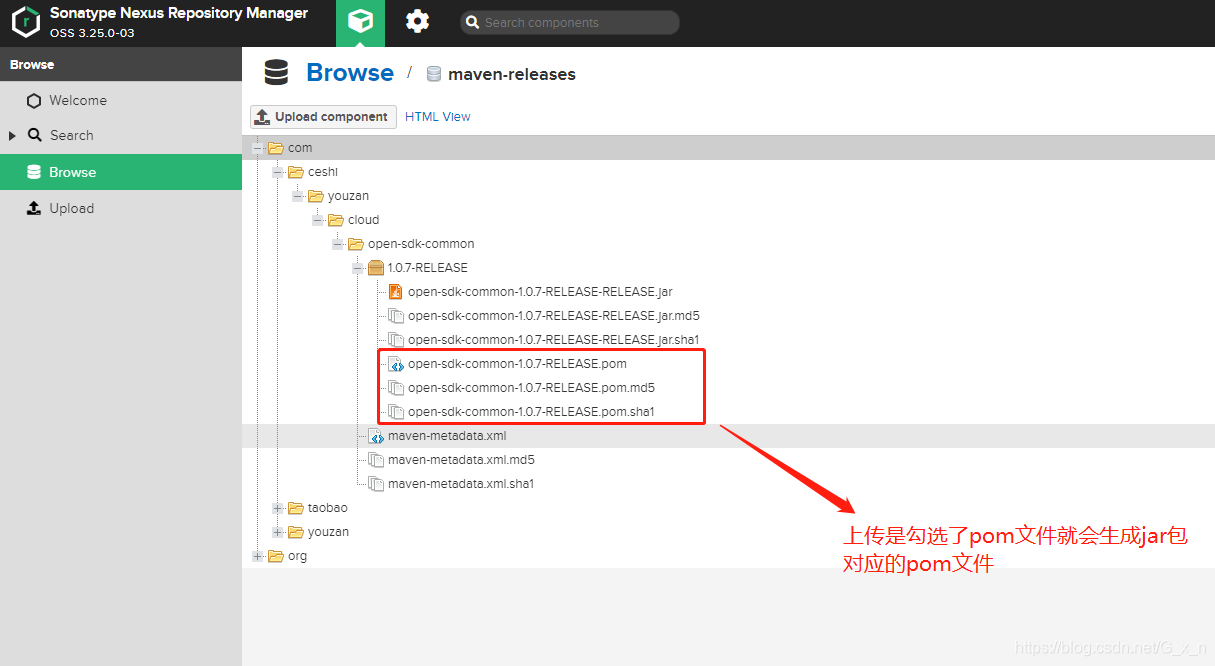 Sonatype Nexus Repository Manager
OSS 3.25.0-03
Search components
Browse
Welcome
Search
Browse
Upload
Browse / maven-releases
Upload component HTML View
com
ceshi
youzan
cloud
open-sdk-common
1.0.7-RELEASE
open-sdk-common-1.0.7-RELEASE-RELEASE.jar
open-sdk-common-1.0.7-RELEASE-RELEASE.jar.md5
open-sdk-common-1.0.7-RELEASE-RELEASE.jar.sha1
open-sdk-common-1.0.7-RELEASE.pom
open-sdk-common-1.0.7-RELEASE.pom.md5
open-sdk-common-1.0.7-RELEASE.pom.sha1
maven-metadata.xml
maven-metadata.xml.md5
maven-metadata.xml.sha1
taobao
youzan
org
上传是勾选了pom文件就会生成jar包
对应的pom文件
https://blog.csdn.net/G_x_n